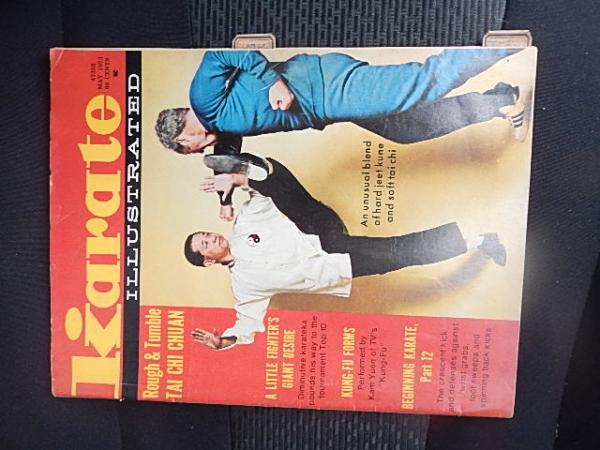 47388
MAY 1973
60 CENTS
Karate
ILLUSTRATED
An unusual blend
of hard jeet kune
and soft tai chi
Rough & Tumble
TAI CHI CHUAN
A LITTLE FIGHTER'S
GIANT DESIRE
Diminutive karateka
pounds his way to the
tournament Top 10
KUNG-FU FORMS
Performed by
Kam Yuen of TV's
"Kung-Fu"
BEGINNING KARATE,
Part 12
The crescent kick
and defenses against
wrist grabs,
foot sweeps and
spinning back kicks